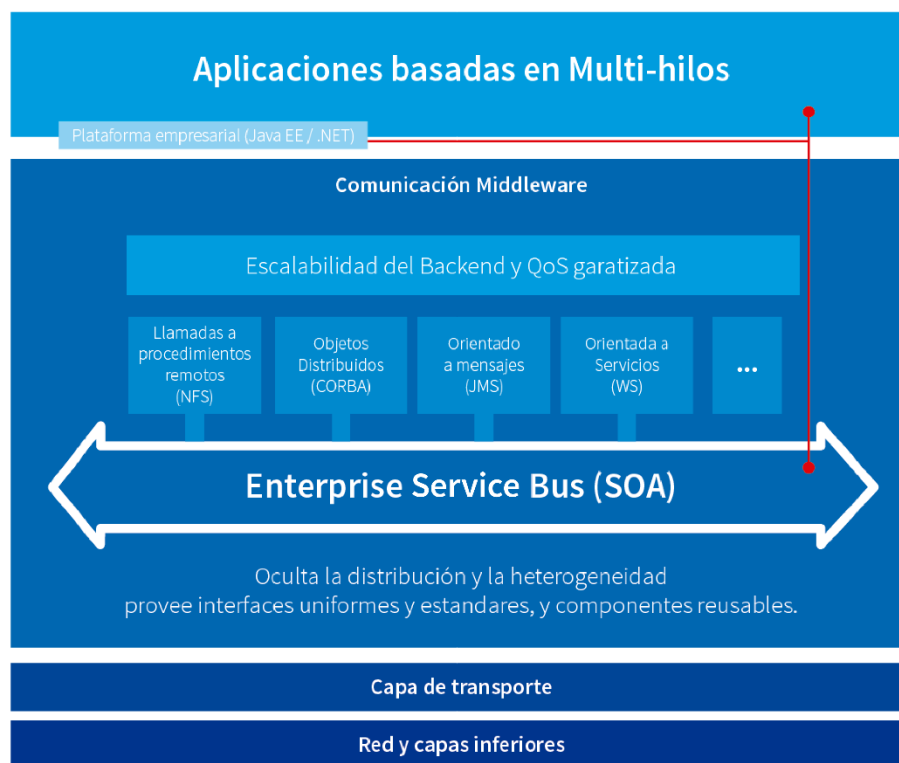 Aplicaciones basadas en Multi-hilos
Plataforma empresarial (Java EE / .NET)
Comunicación Middleware
Escalabilidad del Backend y QoS garatizada
Llamadas a
procedimientos
remotos
(NFS)
Objetos
Distribuidos
(CORBA)
Orientado
a mensajes
(JMS)
Orientada a
Servicios
(WS)
...
Enterprise Service Bus (SOA)
Oculta la distribución y la heterogeneidad
provee interfaces uniformes y estandares, y componentes reusables.
Capa de transporte
Red y capas inferiores